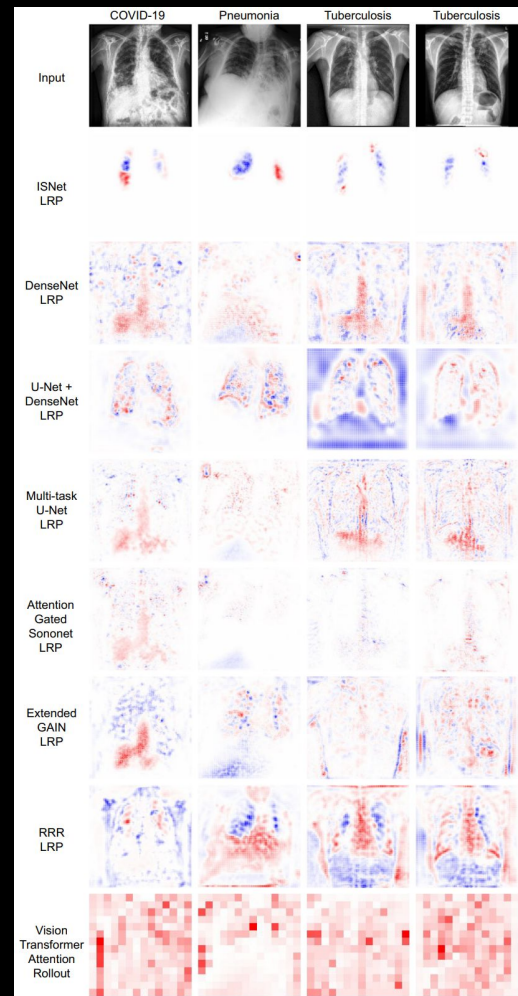 COVID-19 Pneumonia Tuberculosis Tuberculosis
Input
ISNet
LRP
DenseNet
LRP
U-Net +
DenseNet
LRP
Multi-task
U-Net
LRP
Attention
Gated
Sononet
LRP
Extended
GAIN
LRP
RRR
LRP
Vision
Transformer
Attention
Rollout